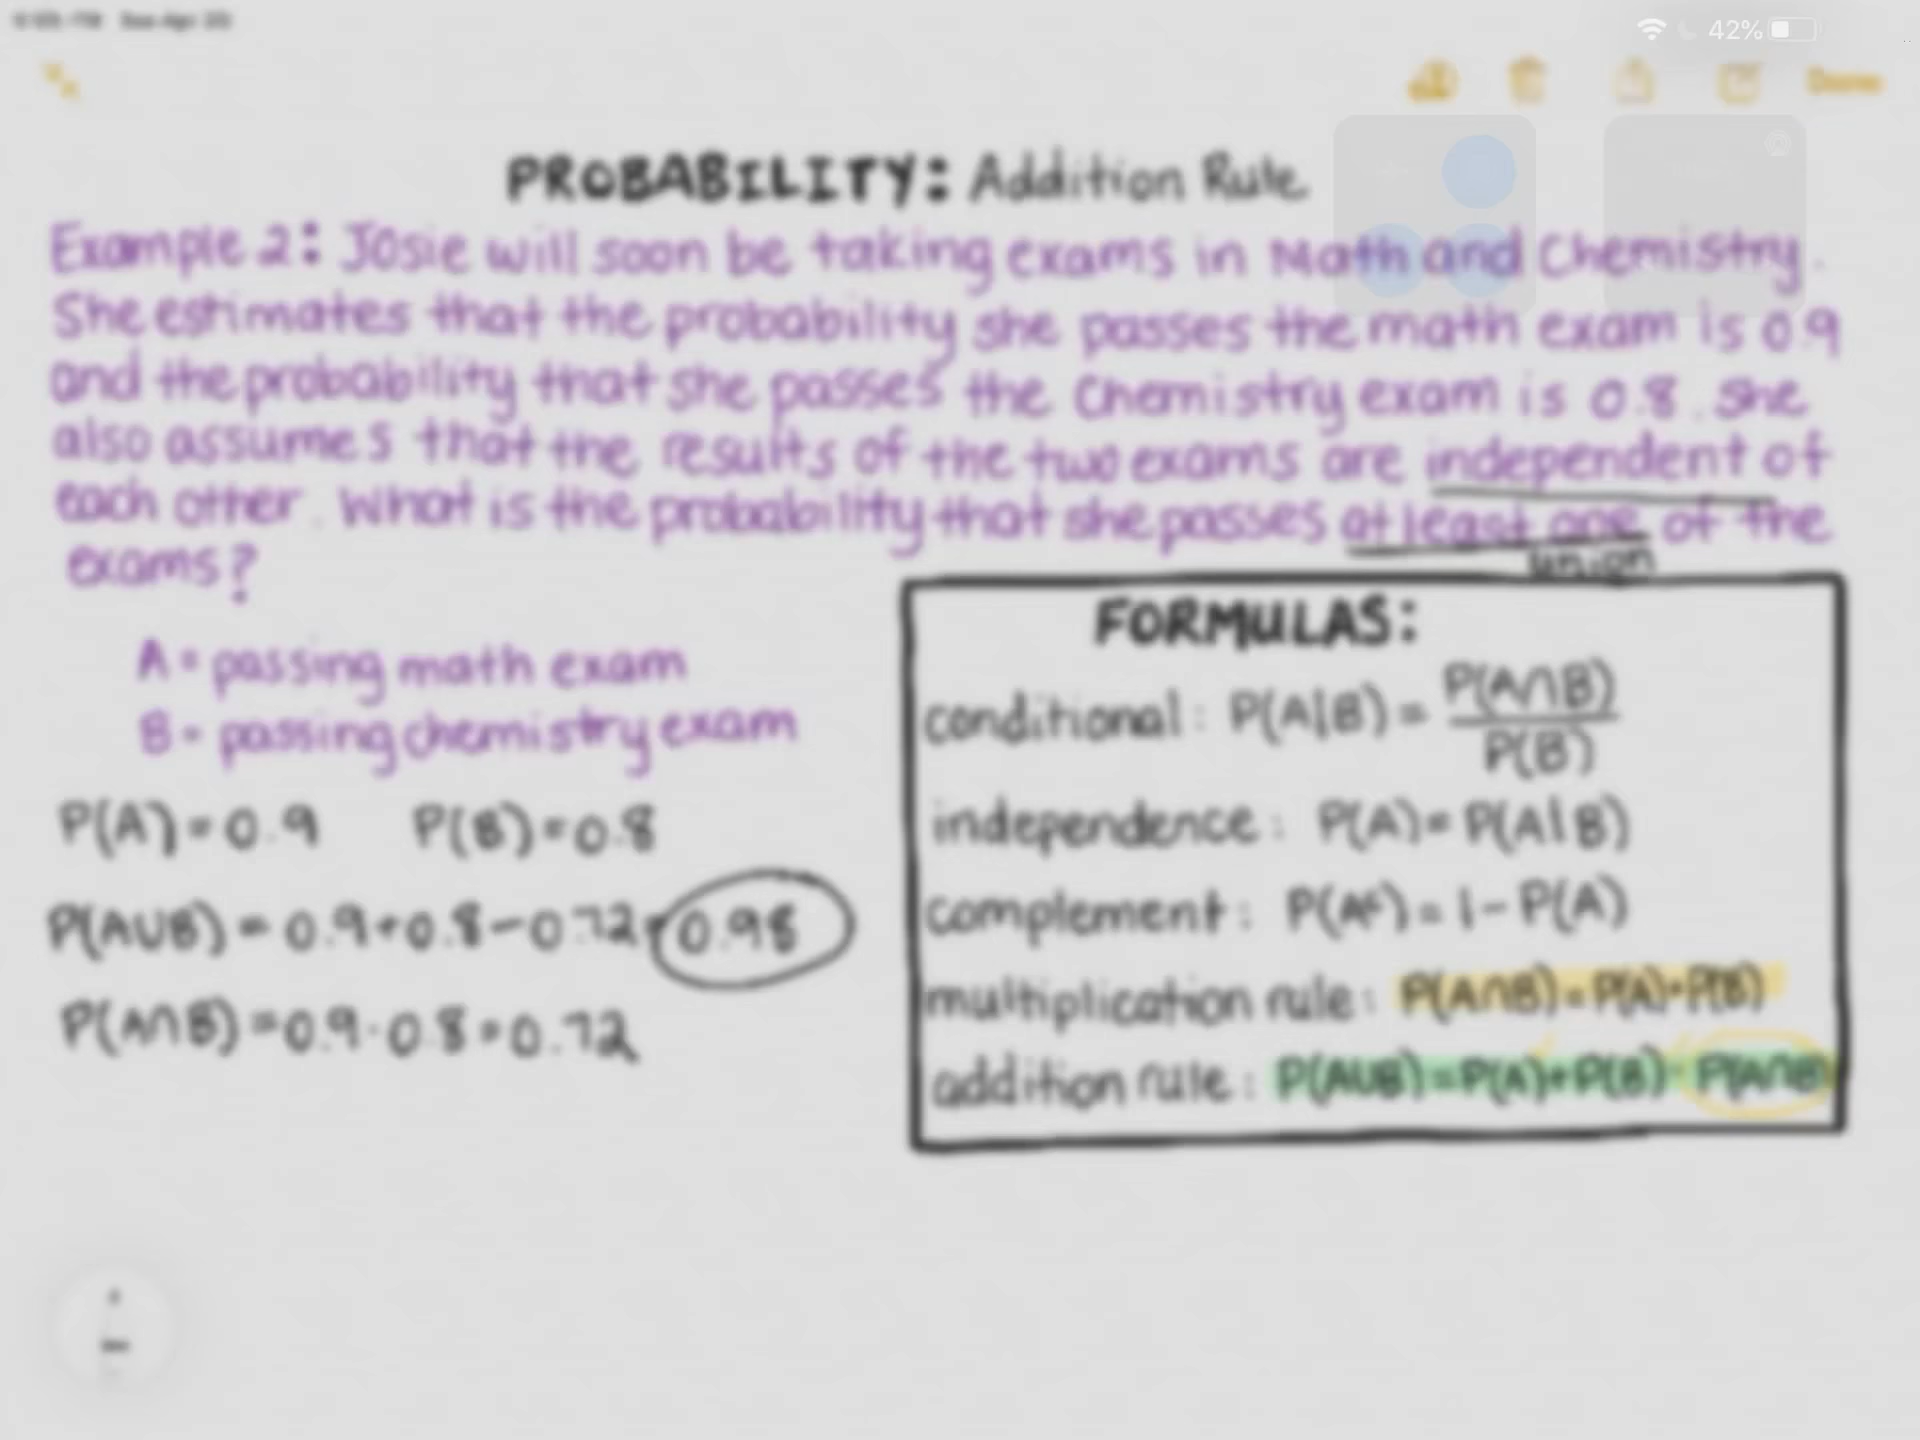 42%
Done
PROBABILITY: Addition Rule
Example 2: Josie will soon be taking exams in Math and Chemistry.
She estimates that the probability she passes the math exam is 0.9
and the probability that she passes the Chemistry exam is 0.8. She
also assumes that the results of the two exams are independent of
each other. What is the probability that she passes at least one of the
union
exams?
A = passing math exam
B = passing chemistry exam
P(A) = 0.9 P(B) = 0.8
P(A∪B) = 0.9+0.8-0.72= 0.98
P(A∩B) = 0.9·0.8=0.72
FORMULAS:
conditional: P(A|B) = P(A∩B)
P(B)
independence: P(A) = P(A|B)
complement: P(Aᶜ) = 1 - P(A)
multiplication rule: P(A∩B) = P(A)·P(B)
addition rule: P(A∪B) = P(A)+P(B) - P(A∩B)